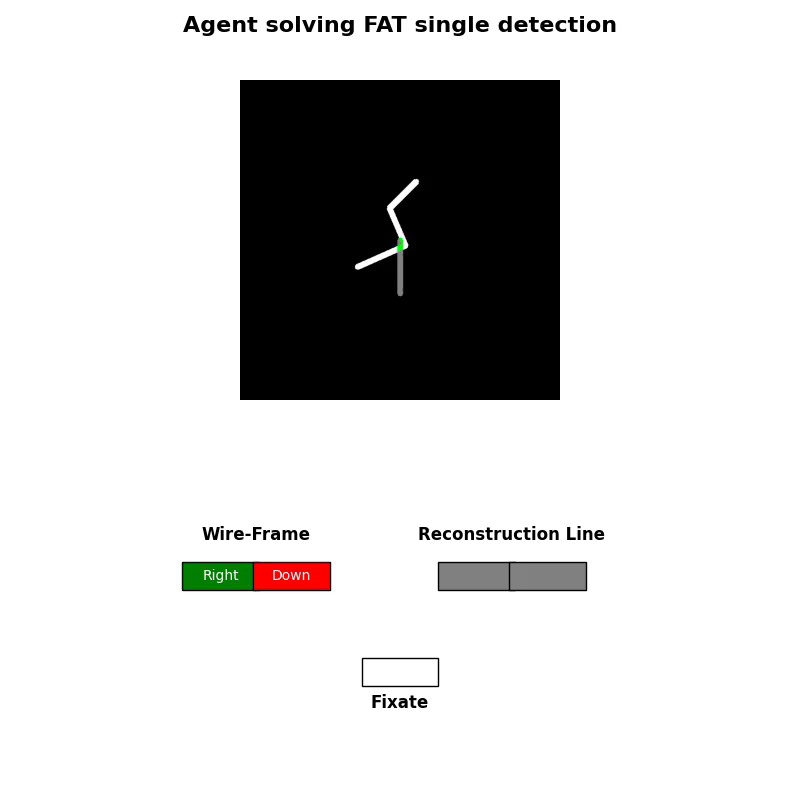 Agent solving FAT single detection
Wire-Frame
Reconstruction Line
Right
Down
Fixate